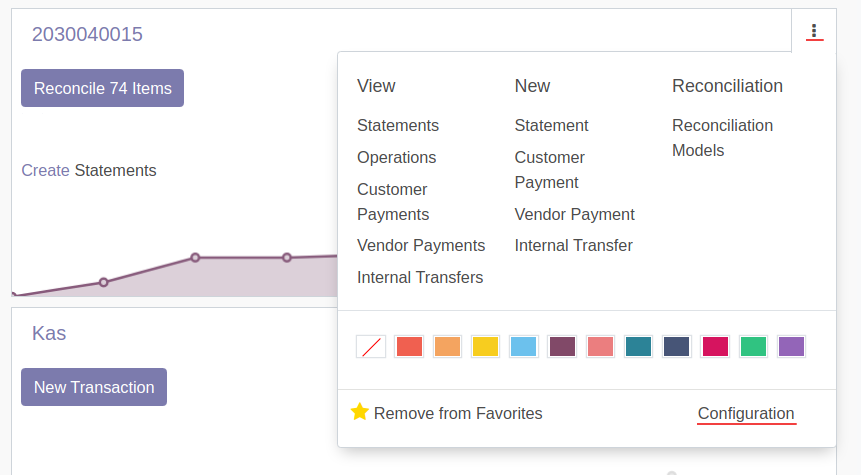 2030040015
Reconcile 74 Items
Create Statements
View
Statements
Operations
Customer
Payments
Vendor Payments
Internal Transfers
New
Statement
Customer
Payment
Vendor Payment
Internal Transfer
Reconciliation
Reconciliation
Models
Kas
New Transaction
Remove from Favorites
Configuration